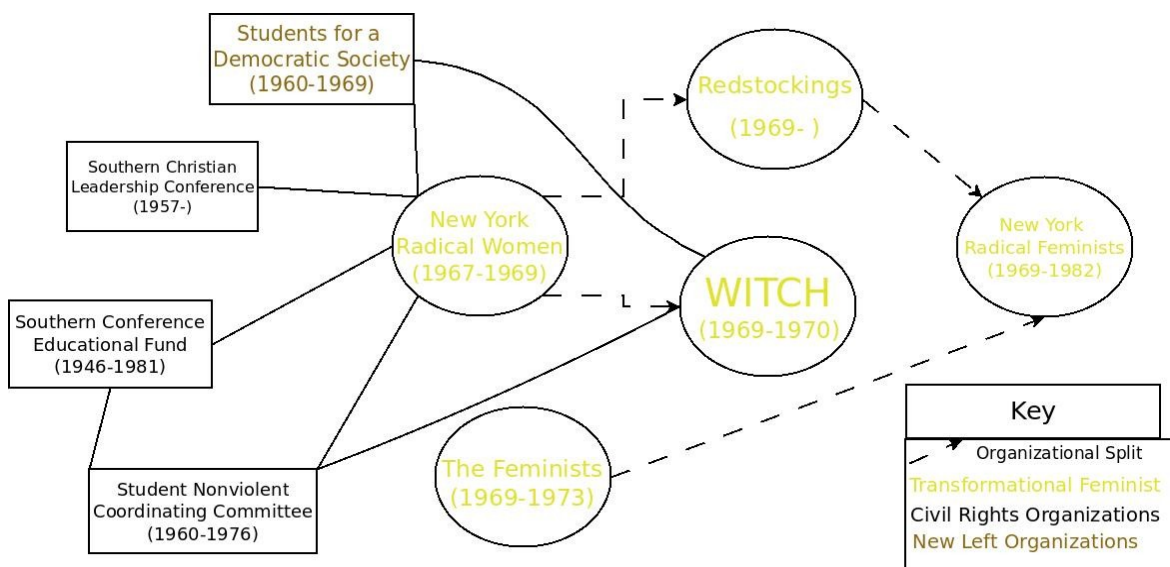 Students for a
Democratic Society
(1960-1969)
Redstockings
(1969- )
Southern Christian
Leadership Conference
(1957-)
New York
Radical Women
(1967-1969)
New York
Radical Feminists
(1969-1982)
WITCH
(1969-1970)
Southern Conference
Educational Fund
(1946-1981)
The Feminists
(1969-1973)
Student Nonviolent
Coordinating Committee
(1960-1976)
Key
Organizational Split
Transformational Feminist
Civil Rights Organizations
New Left Organizations